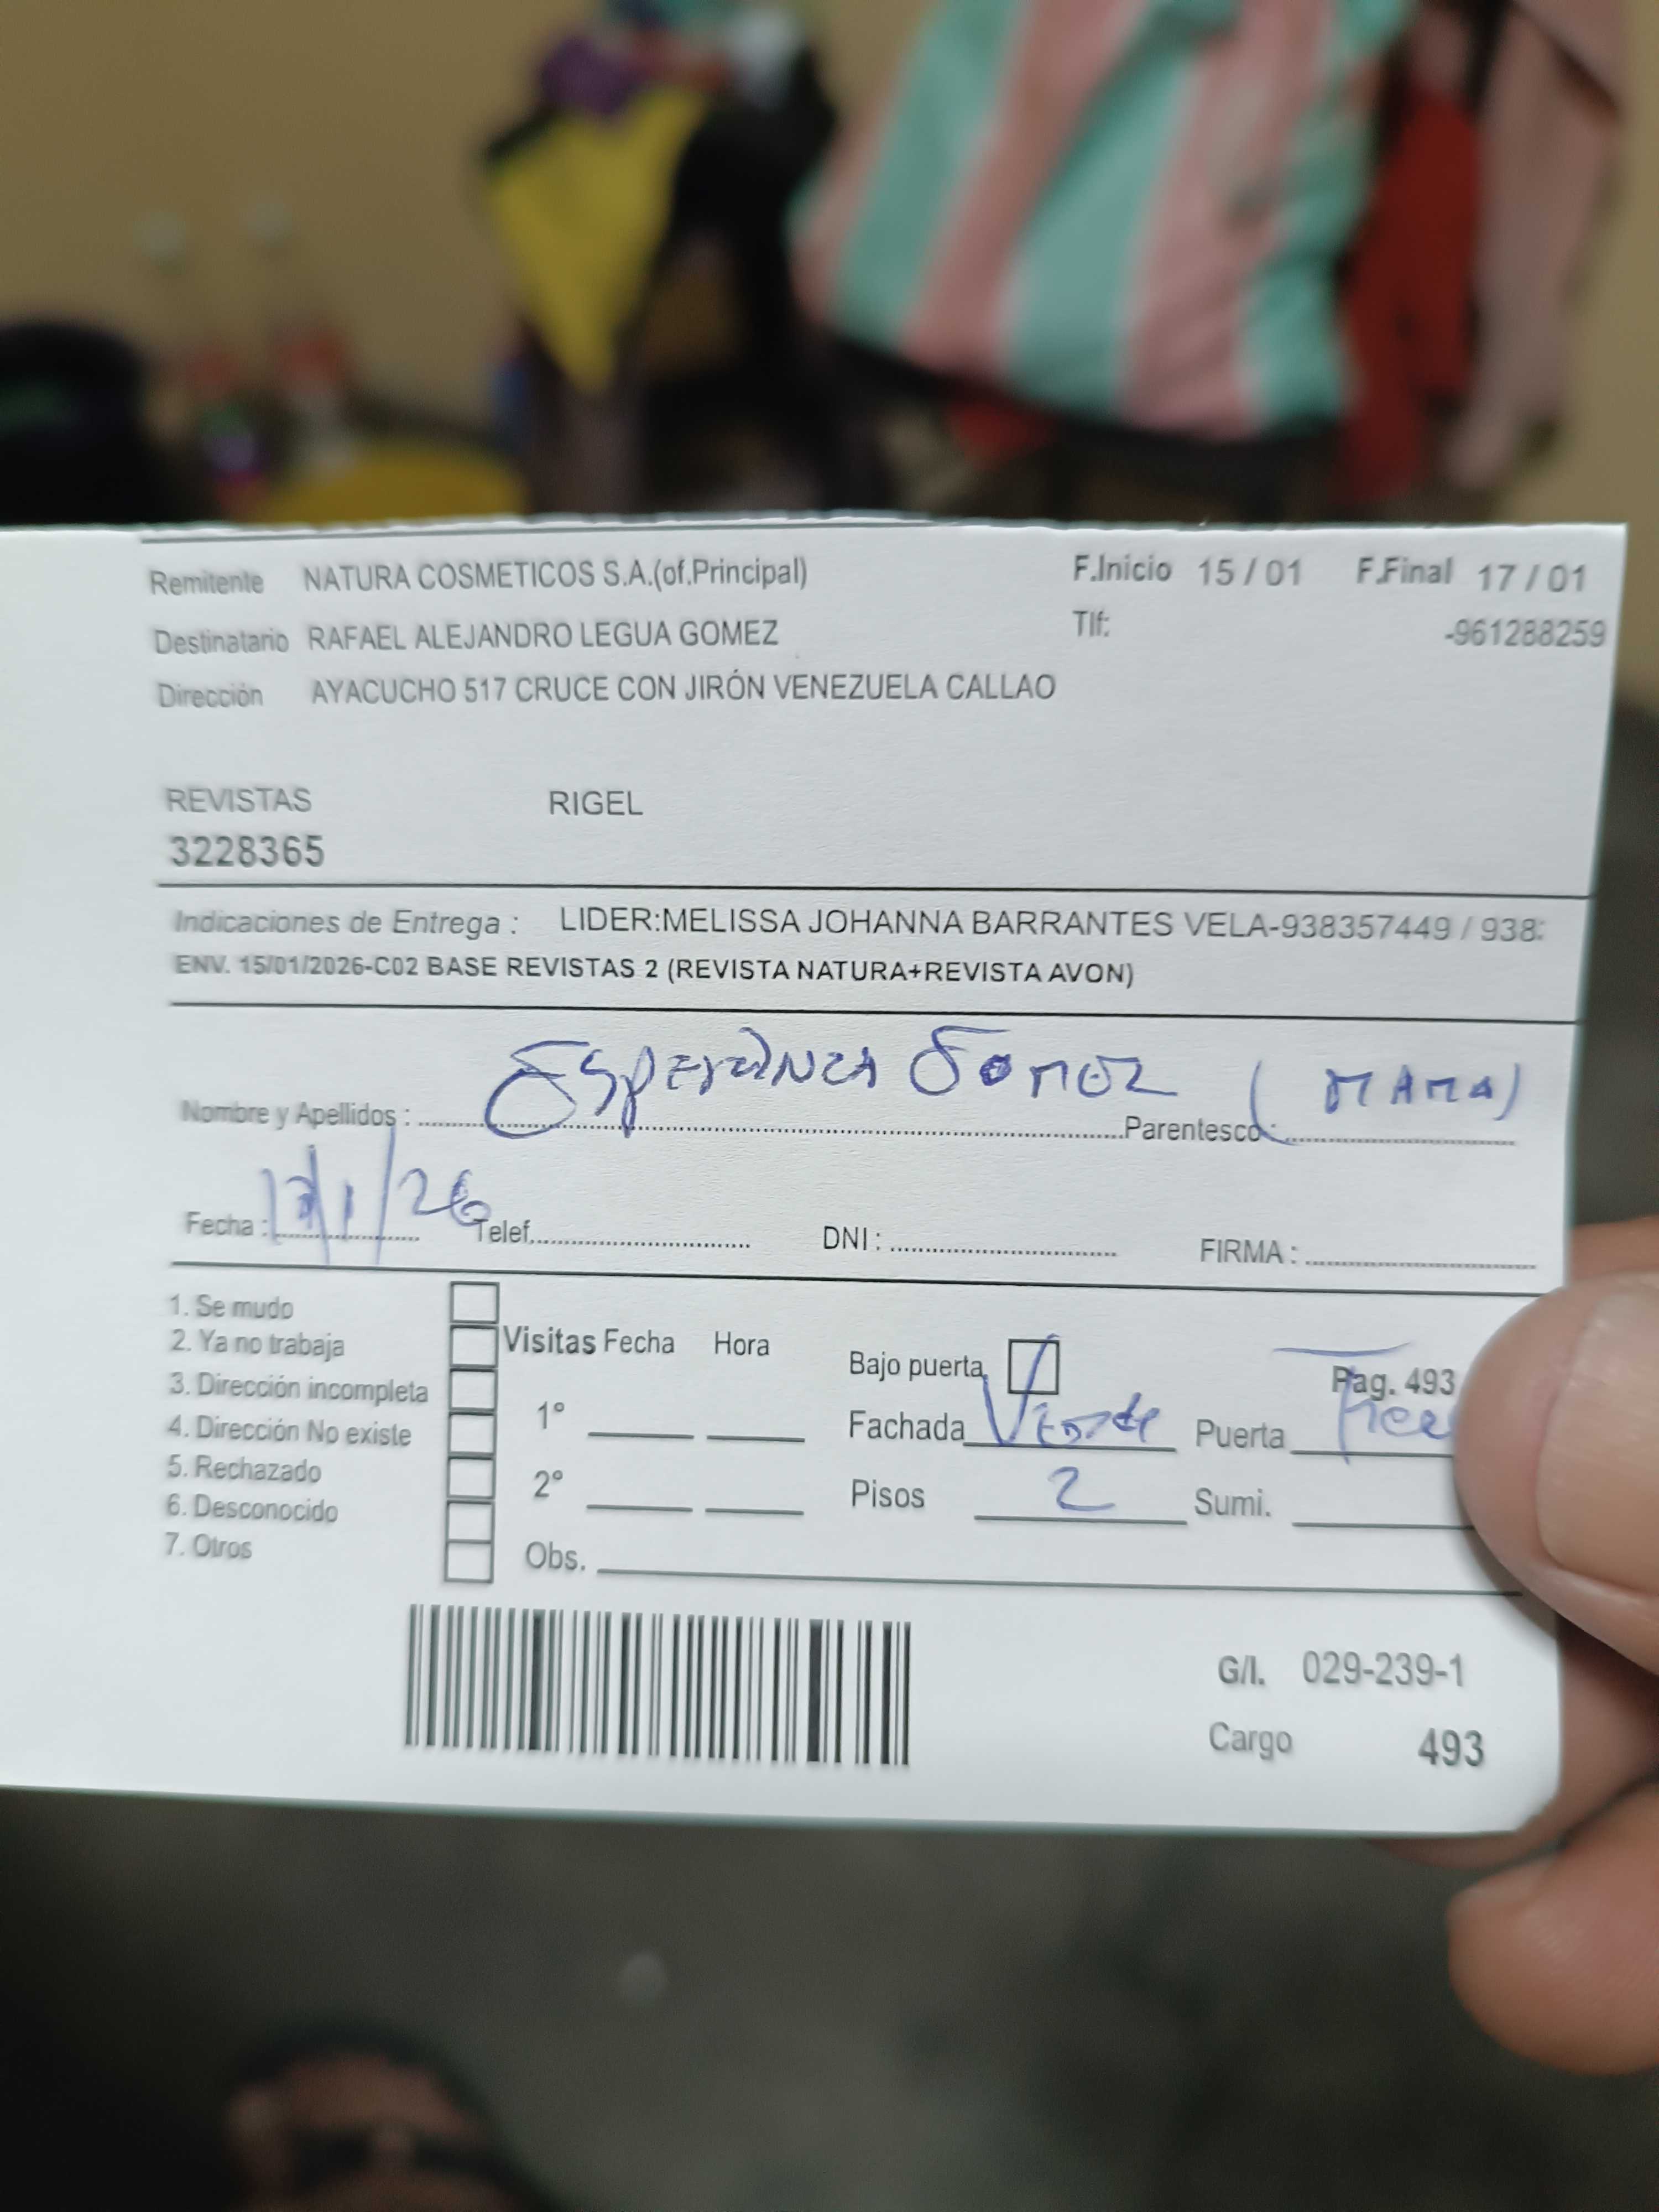 Remitente NATURA COSMETICOS S.A.(of.Principal) F.Inicio 15 / 01 F.Final 17 / 01
Destinatario RAFAEL ALEJANDRO LEGUA GOMEZ Tlf: -961288259
Dirección AYACUCHO 517 CRUCE CON JIRÓN VENEZUELA CALLAO
REVISTAS RIGEL
3228365
Indicaciones de Entrega : LIDER:MELISSA JOHANNA BARRANTES VELA-938357449 / 938
ENV. 15/01/2026-C02 BASE REVISTAS 2 (REVISTA NATURA+REVISTA AVON)
Nombre y Apellidos : Esperanza Gomez Parentesco : (MAMA)
Fecha : 17/1/26 Telef. DNI : FIRMA :
1. Se mudo
2. Ya no trabaja Visitas Fecha Hora Bajo puerta Pag. 493
3. Dirección incompleta 1° Fachada Verde Puerta
4. Dirección No existe
5. Rechazado 2° Pisos 2 Sumi.
6. Desconocido
7. Otros Obs.
G/I. 029-239-1
Cargo 493